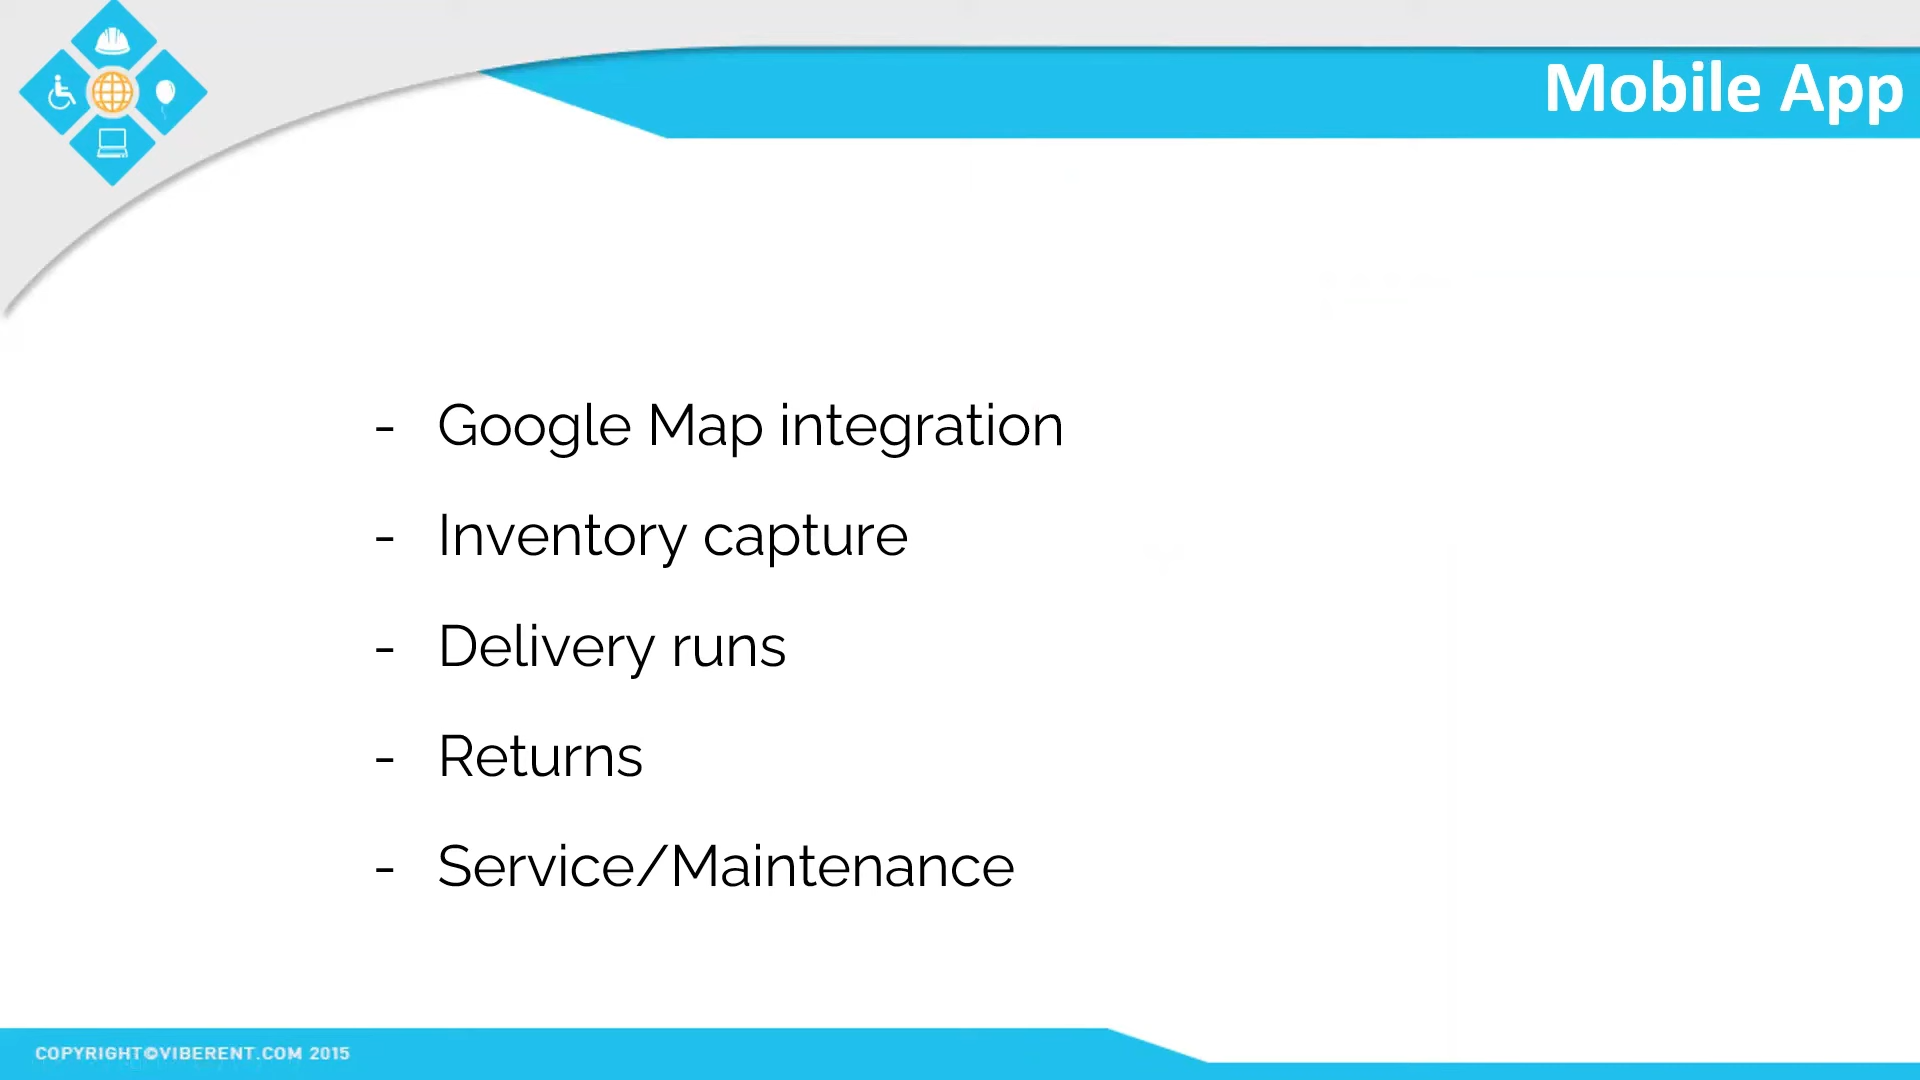 Mobile App
- Google Map integration
- Inventory capture
- Delivery runs
- Returns
- Service/Maintenance
COPYRIGHT©VIBERENT.COM 2015